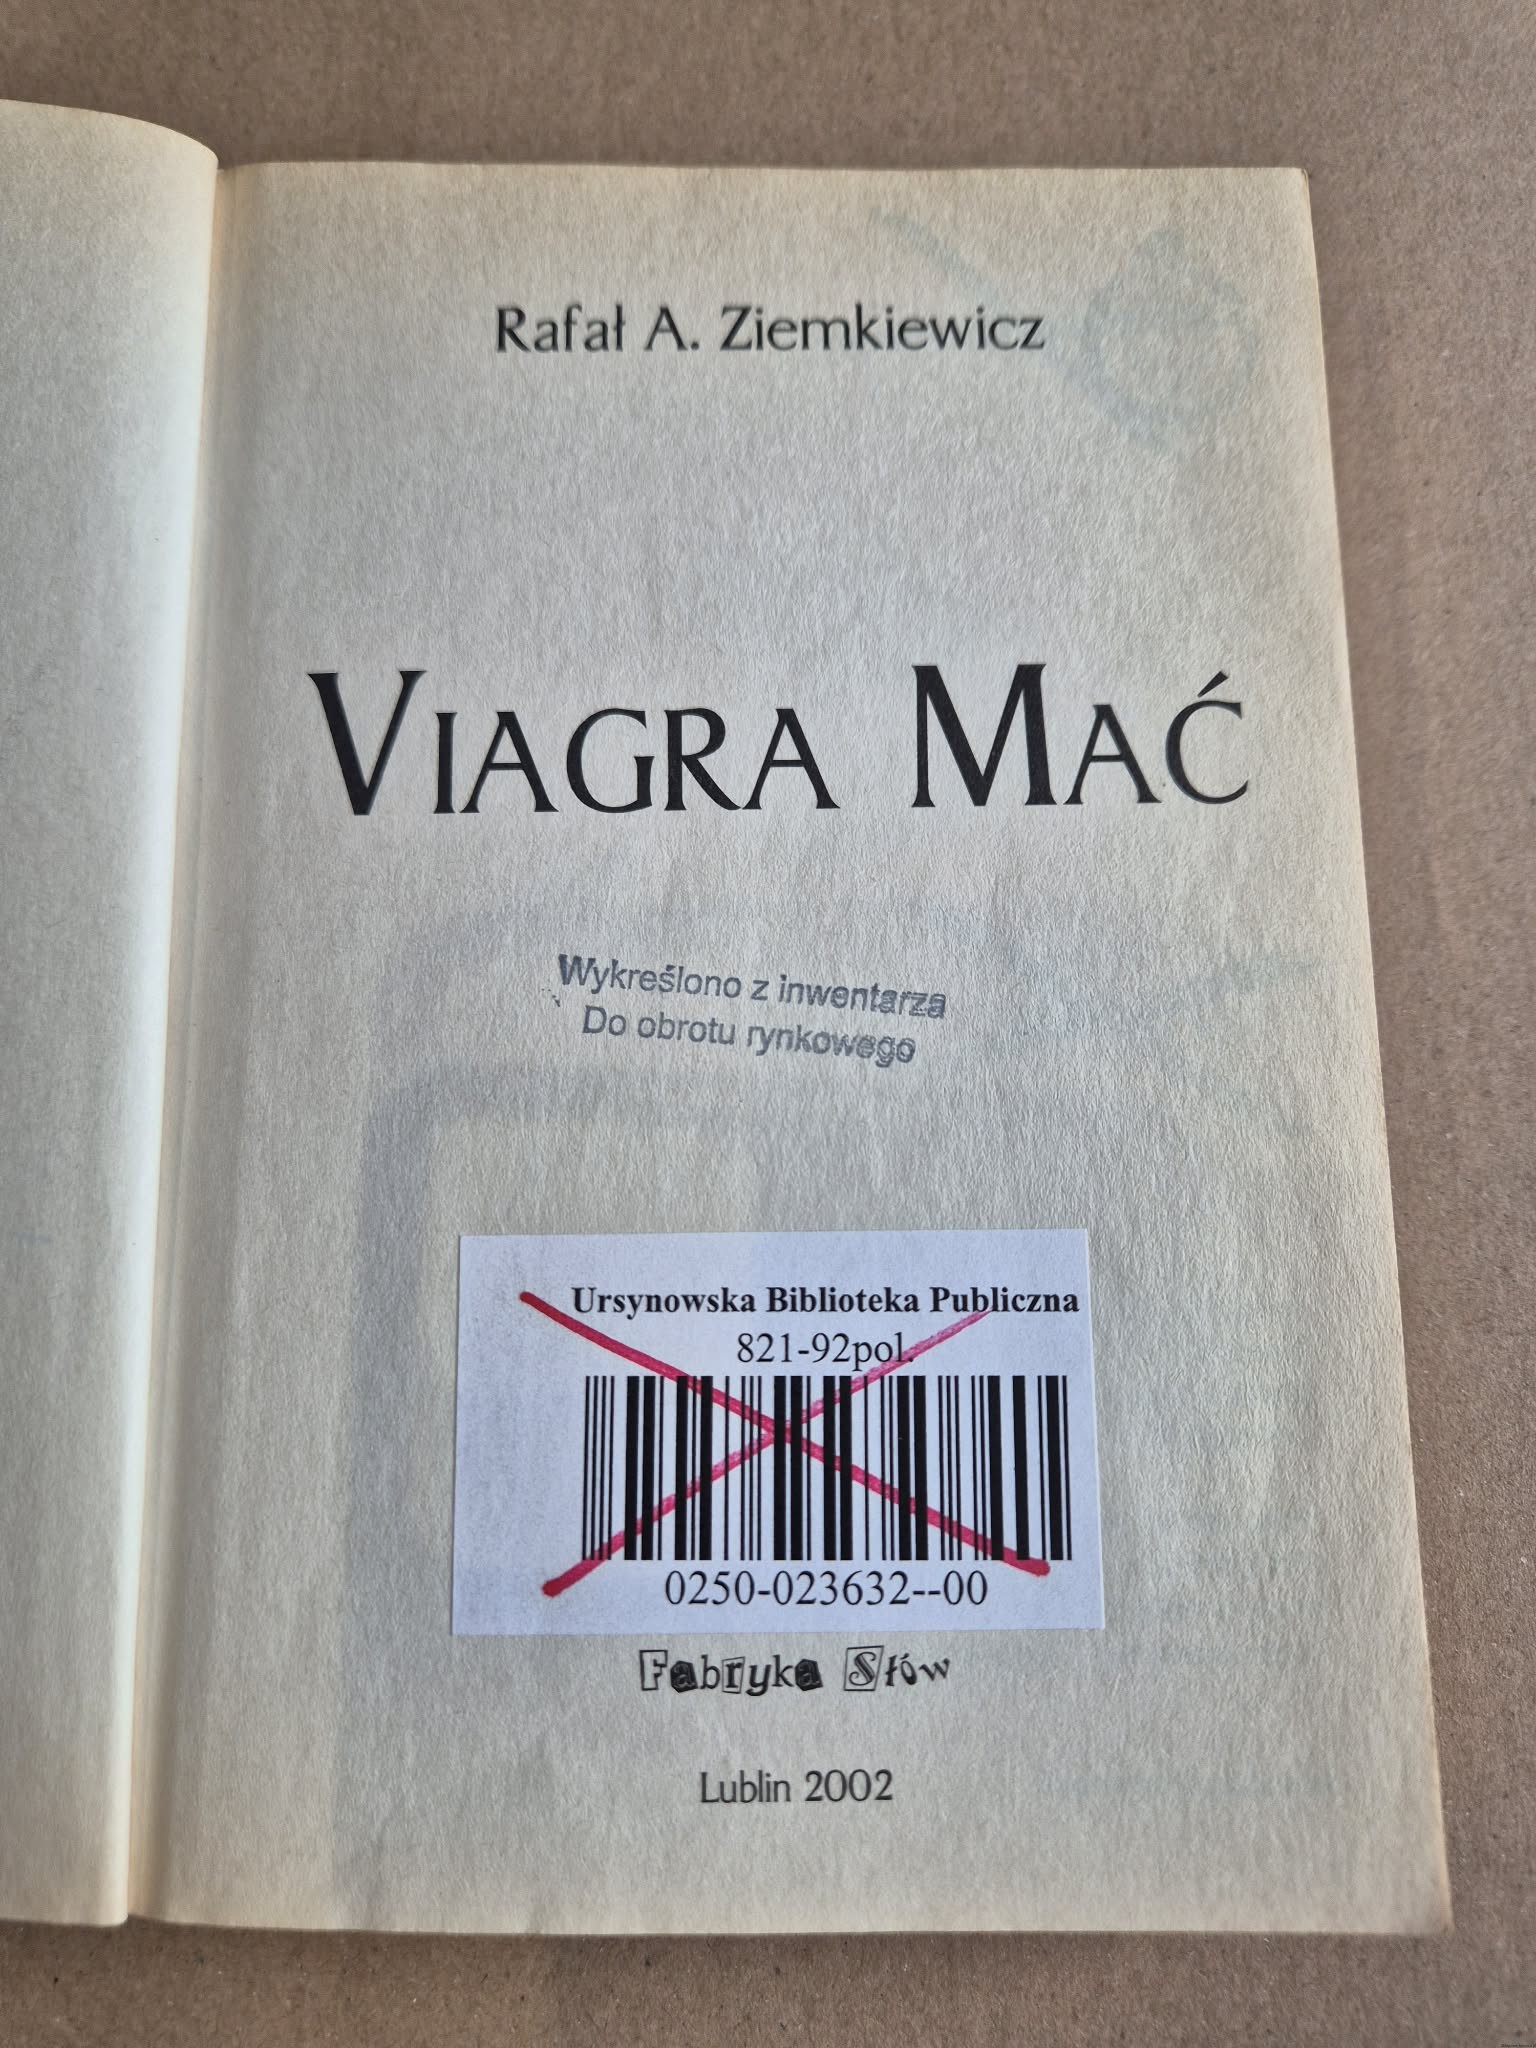 Rafał A. Ziemkiewicz
VIAGRA MAĆ
Wykreślono z inwentarza
Do obrotu rynkowego
Ursynowska Biblioteka Publiczna
821-92pol.
0250-023632--00
Fabryka Słów
Lublin 2002